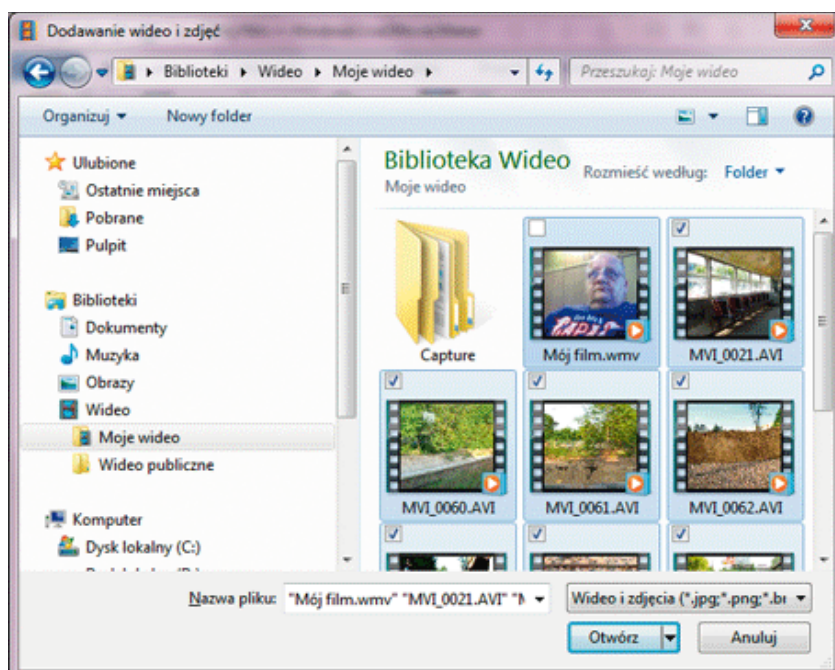 Dodawanie wideo i zdjęć
Biblioteki Wideo Moje wideo
Przeszukaj: Moje wideo
Organizuj Nowy folder
Ulubione
Ostatnie miejsca
Pobrane
Pulpit
Biblioteki
Dokumenty
Muzyka
Obrazy
Wideo
Moje wideo
Wideo publiczne
Komputer
Dysk lokalny (C:)
Biblioteka Wideo
Moje wideo
Rozmieść według: Folder
Capture
Mój film.wmv
MVI_0021.AVI
MVI_0060.AVI
MVI_0061.AVI
MVI_0062.AVI
Nazwa pliku: "Mój film.wmv" "MVI_0021.AVI" "M
Wideo i zdjęcia (*.jpg;*.png;*.br
Otwórz Anuluj